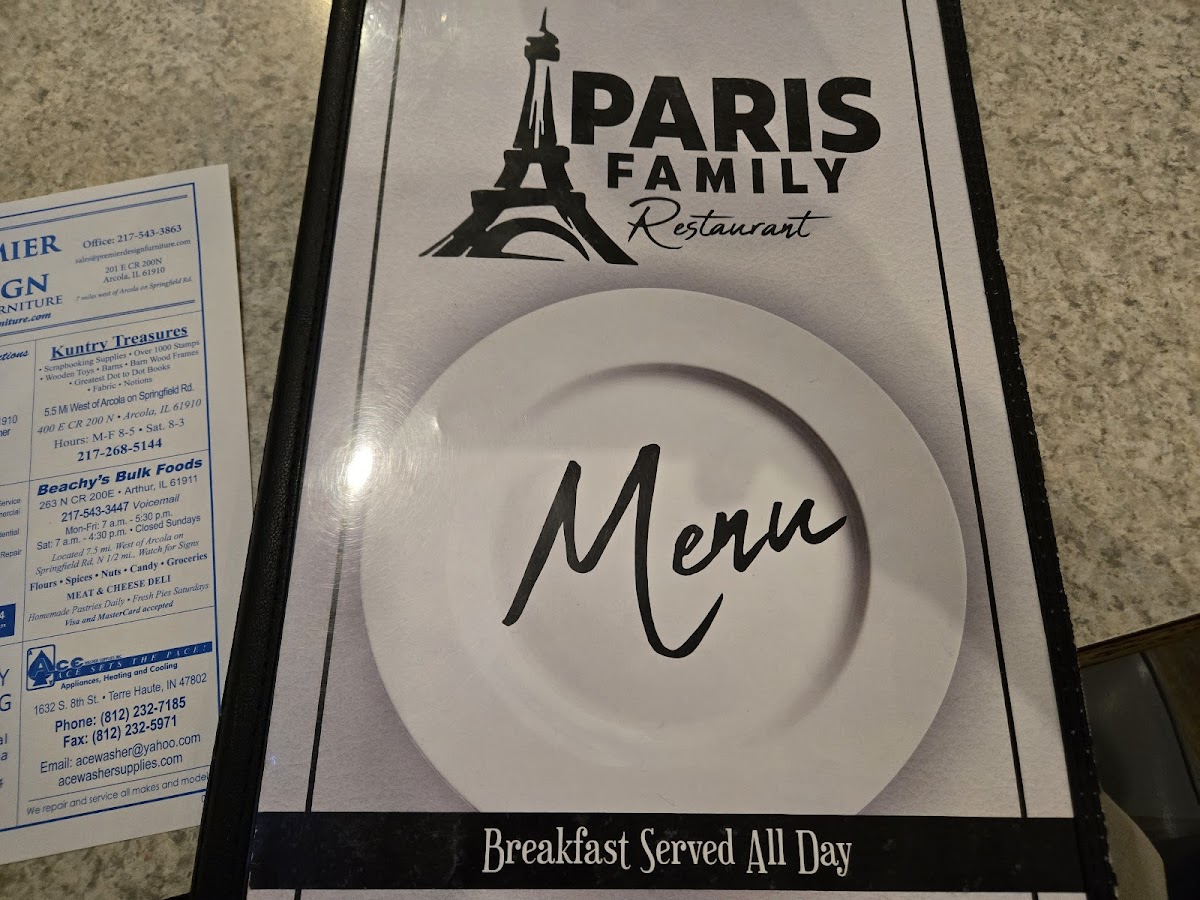 PARIS
FAMILY
Restaurant
Menu
Breakfast Served All Day
MIER
GN
RNITURE
niture.com
Office: 217-543-3863
sales@premierdesignfurniture.com
201 E CR 200N
Arcola, IL 61910
7 miles west of Arcola on Springfield Rd.
ctions
1910
Service
mercial
dential
Repair
Kuntry Treasures
• Scrapbooking Supplies • Over 1000 Stamps
• Wooden Toys • Barns • Barn Wood Frames
• Greatest Dot to Dot Books
• Fabric • Notions
5.5 Mi West of Arcola on Springfield Rd.
400 E CR 200 N • Arcola, IL 61910
Hours: M-F 8-5 • Sat. 8-3
217-268-5144
Beachy's Bulk Foods
263 N CR 200E • Arthur, IL 61911
217-543-3447 Voicemail
Mon-Fri: 7 a.m. - 5:30 p.m.
Sat: 7 a.m. - 4:30 p.m. • Closed Sundays
Located 7.5 mi. West of Arcola on
Springfield Rd, N 1/2 mi., Watch for Signs
Flours • Spices • Nuts • Candy • Groceries
MEAT & CHEESE DELI
Homemade Pastries Daily • Fresh Pies Saturdays
Visa and MasterCard accepted
Ace
ACE SETS THE PACE!
Appliances, Heating and Cooling
1632 S. 8th St. • Terre Haute, IN 47802
Phone: (812) 232-7185
Fax: (812) 232-5971
Email: acewasher@yahoo.com
acewashersupplies.com
We repair and service all makes and model